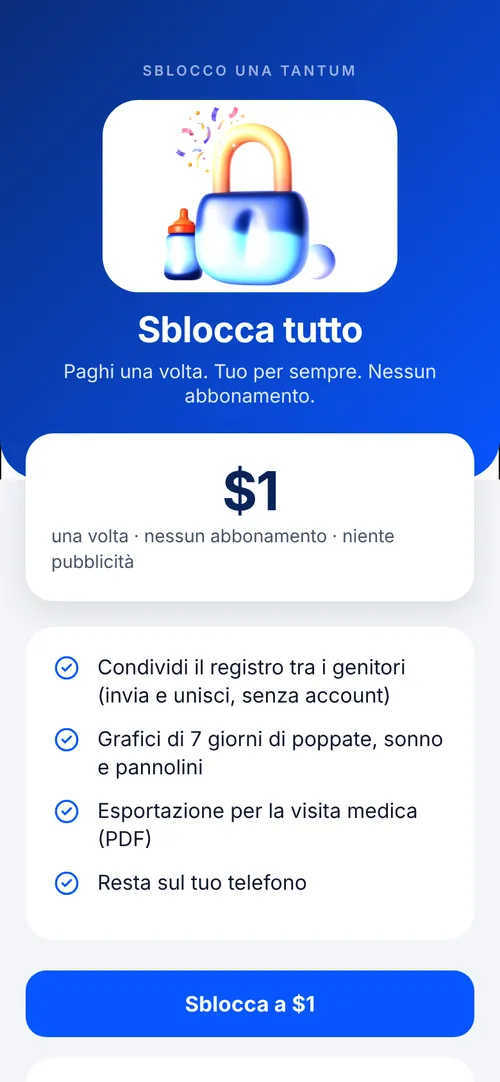 SBLOCCO UNA TANTUM
Sblocca tutto
Paghi una volta. Tuo per sempre. Nessun
abbonamento.
$1
una volta · nessun abbonamento · niente
pubblicità
Condividi il registro tra i genitori
(invia e unisci, senza account)
Grafici di 7 giorni di poppate, sonno
e pannolini
Esportazione per la visita medica
(PDF)
Resta sul tuo telefono
Sblocca a $1